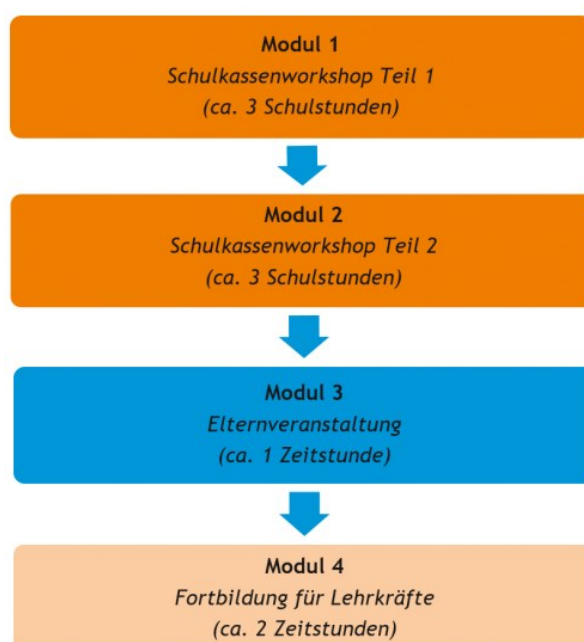 Modul 1
Schulkassenworkshop Teil 1
(ca. 3 Schulstunden)
Modul 2
Schulkassenworkshop Teil 2
(ca. 3 Schulstunden)
Modul 3
Elternveranstaltung
(ca. 1 Zeitstunde)
Modul 4
Fortbildung für Lehrkräfte
(ca. 2 Zeitstunden)